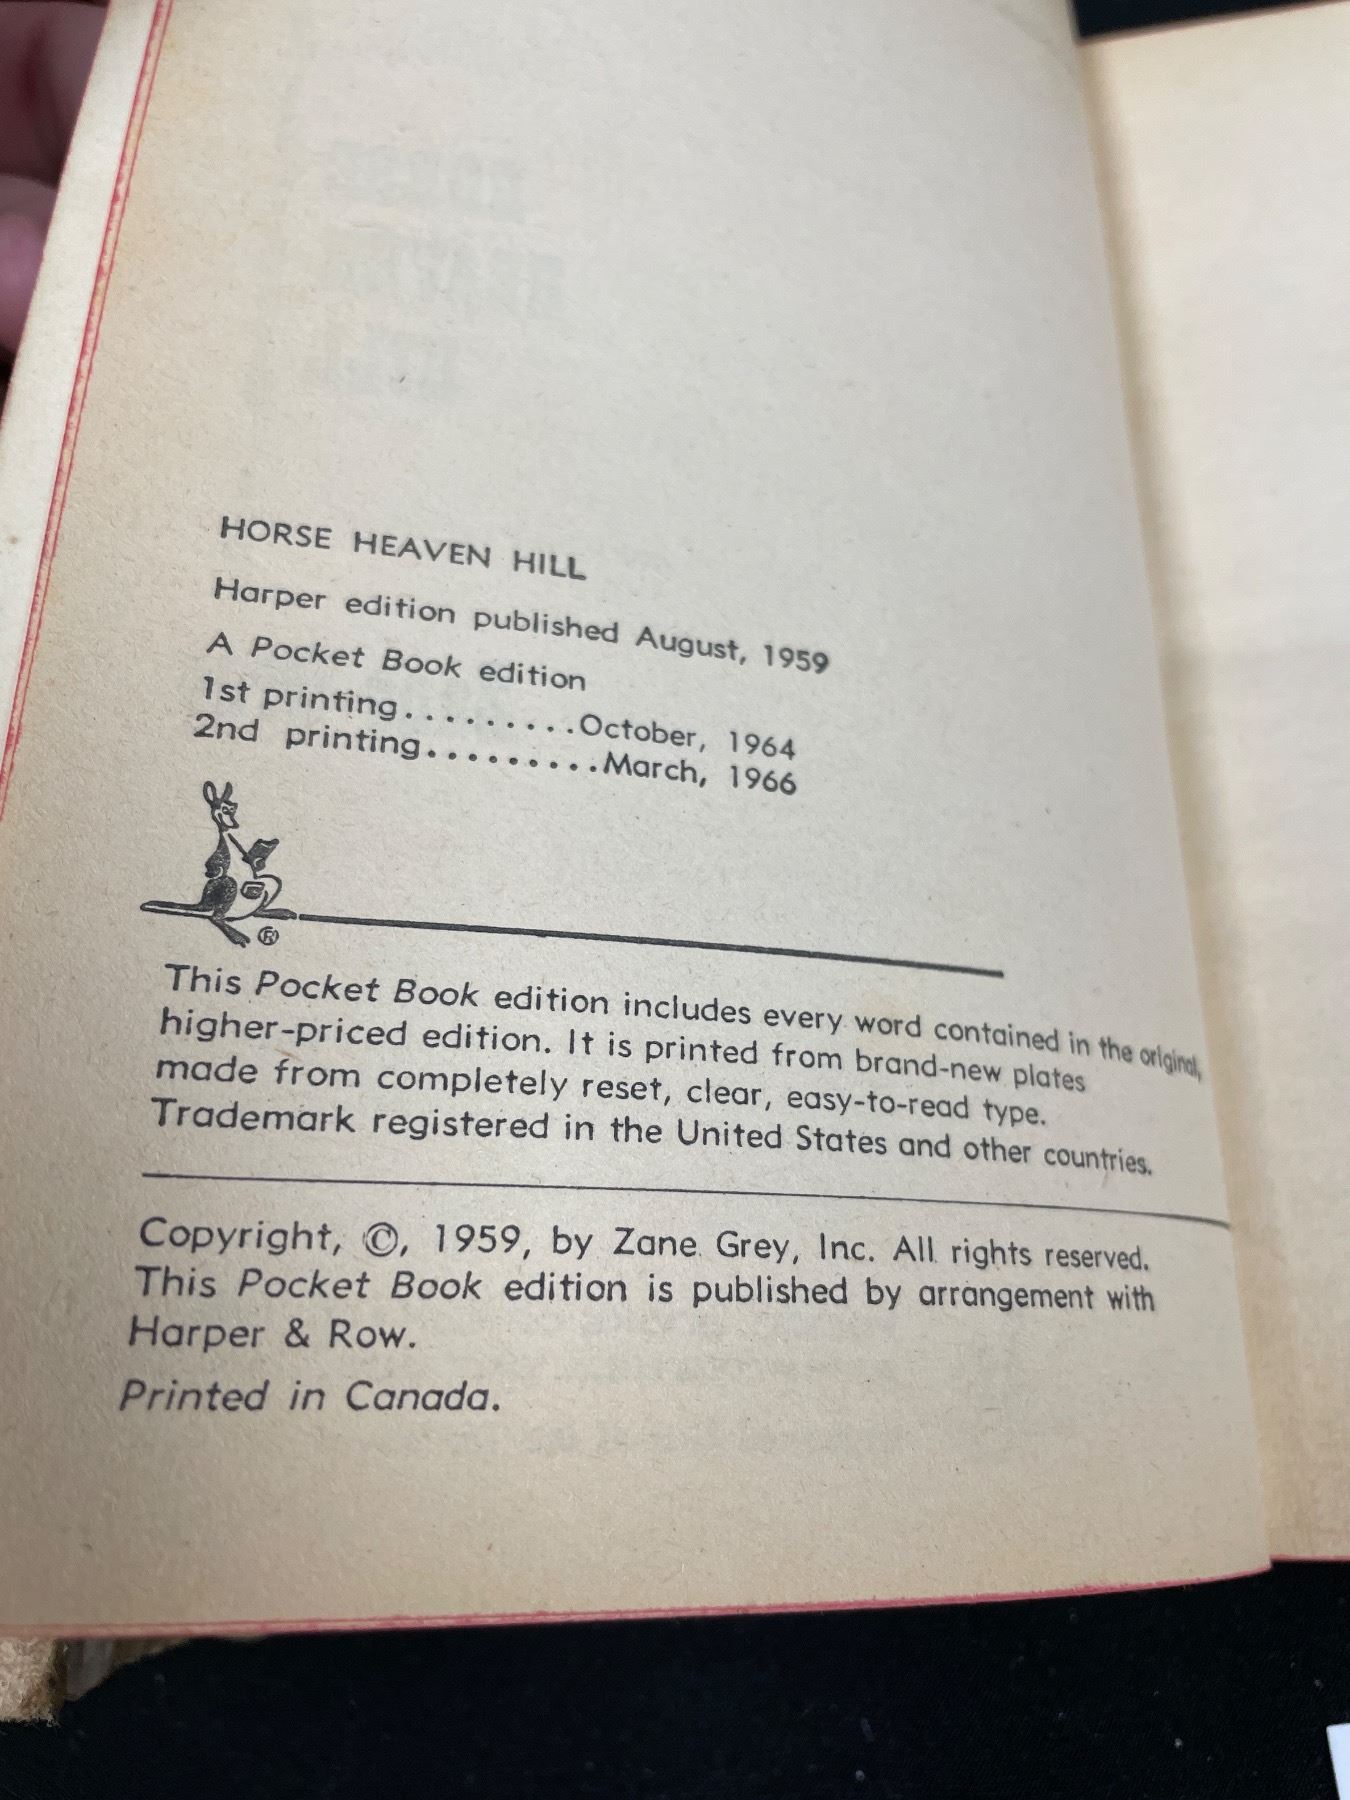 HORSE HEAVEN HILL
Harper edition published August, 1959
A Pocket Book edition
1st printing.........October, 1964
2nd printing.........March, 1966
®
This Pocket Book edition includes every word contained in the original,
higher-priced edition. It is printed from brand-new plates
made from completely reset, clear, easy-to-read type.
Trademark registered in the United States and other countries.
Copyright, ©, 1959, by Zane Grey, Inc. All rights reserved.
This Pocket Book edition is published by arrangement with
Harper & Row.
Printed in Canada.